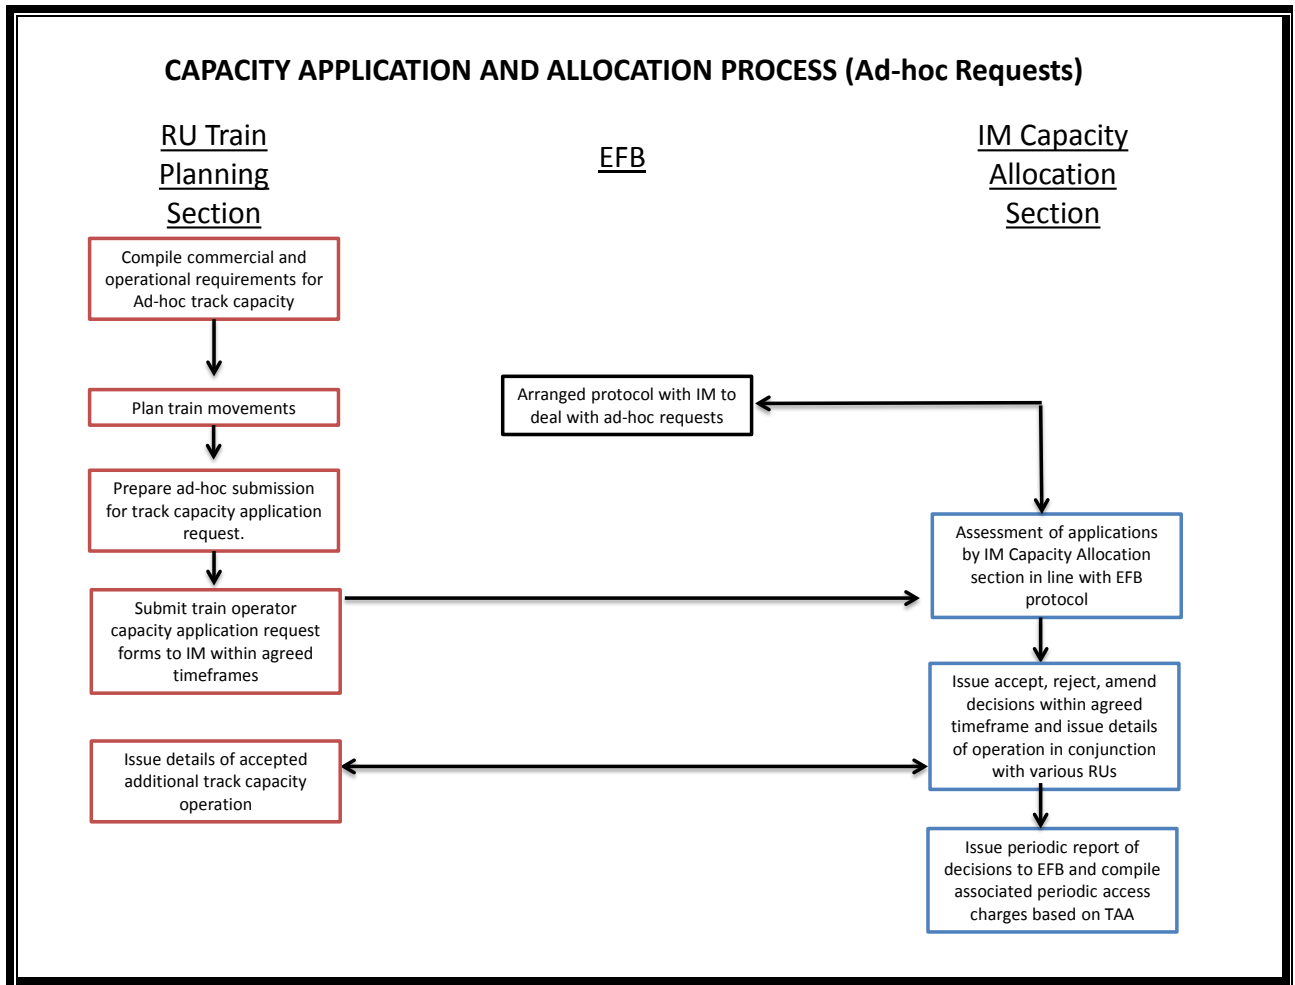 CAPACITY APPLICATION AND ALLOCATION PROCESS (Ad-hoc Requests)
RU Train
Planning
Section
EFB
IM Capacity
Allocation
Section
Compile commercial and
operational requirements for
Ad-hoc track capacity
Plan train movements
Arranged protocol with IM to
deal with ad-hoc requests
Prepare ad-hoc submission
for track capacity application
request.
Assessment of applications
by IM Capacity Allocation
section in line with EFB
protocol
Submit train operator
capacity application request
forms to IM within agreed
timeframes
Issue accept, reject, amend
decisions within agreed
timeframe and issue details
of operation in conjunction
with various RUs
Issue details of accepted
additional track capacity
operation
Issue periodic report of
decisions to EFB and compile
associated periodic access
charges based on TAA